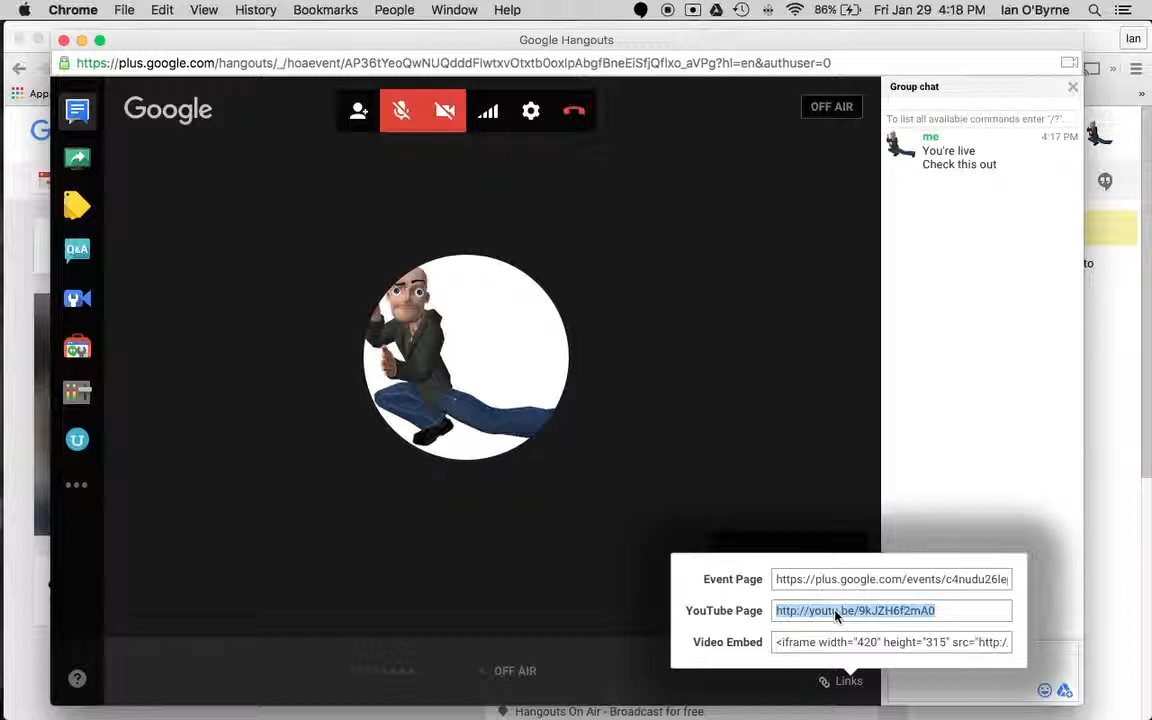 Chrome File Edit View History Bookmarks People Window Help 86% Fri Jan 29 4:18 PM Ian O'Byrne
Google Hangouts
Ian
https://plus.google.com/hangouts/_/hoaevent/AP36tYeoQwNUQdddFlwtxvOtxtb0oxlpAbgfBneEiSfjQflxo_aVPg?hl=en&authuser=0
App
Google
OFF AIR
Group chat
To list all available commands enter "/?".
me 4:17 PM
You're live
Check this out
Q&A
to
U
Event Page https://plus.google.com/events/c4nudu26le
YouTube Page http://youtu.be/9kJZH6f2mA0
Video Embed <iframe width="420" height="315" src="http:/
OFF AIR
Links
?
Hangouts On Air - Broadcast for free